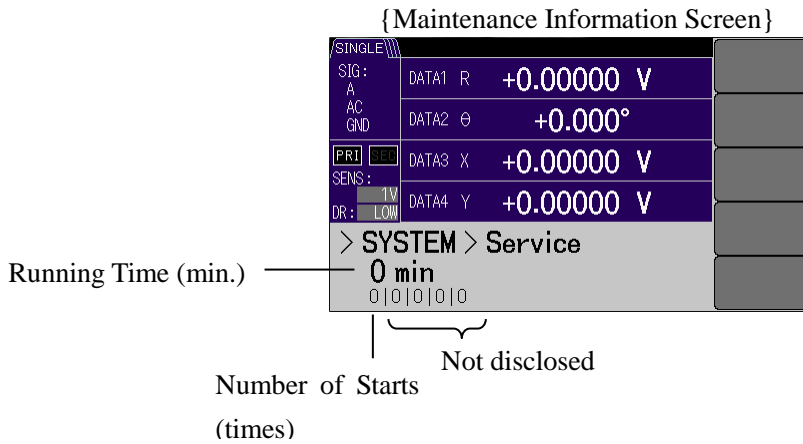 {Maintenance Information Screen}
SINGLE
SIG:
A
AC
GND
DATA1 R +0.00000 V
DATA2 θ +0.000°
PRI SEC
DATA3 X +0.00000 V
SENS:
1V
DR: LOW
DATA4 Y +0.00000 V
> SYSTEM > Service
Running Time (min.)
0 min
0|0|0|0|0
Not disclosed
Number of Starts
(times)